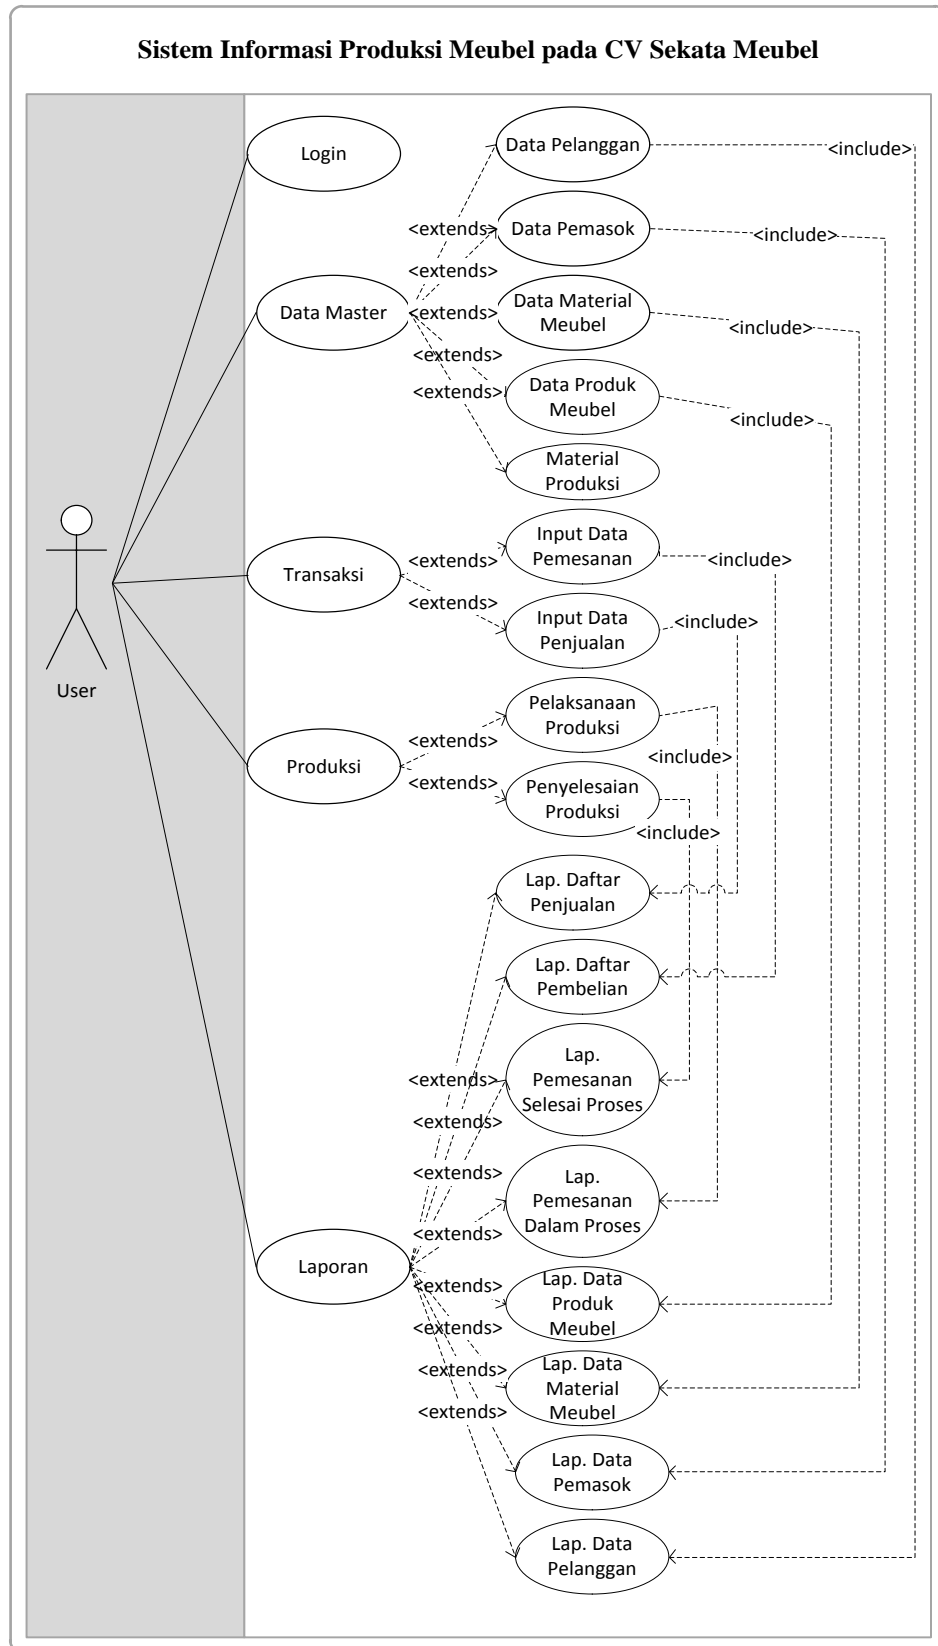 Sistem Informasi Produksi Meubel pada CV Sekata Meubel
Login
Data Pelanggan
<include>
<extends>
Data Pemasok
<include>
<extends>
Data Master
<extends>
Data Material
Meubel
<include>
<extends>
Data Produk
Meubel
<extends>
<include>
Material
Produksi
Transaksi
<extends>
Input Data
Pemesanan
<include>
<extends>
Input Data
Penjualan
<include>
User
Produksi
<extends>
Pelaksanaan
Produksi
<include>
<extends>
Penyelesaian
Produksi
<include>
Lap. Daftar
Penjualan
Lap. Daftar
Pembelian
<extends>
Lap.
Pemesanan
Selesai Proses
<extends>
<extends>
Lap.
Pemesanan
Dalam Proses
<extends>
Laporan
<extends>
Lap. Data
Produk
Meubel
<extends>
<extends>
Lap. Data
Material
Meubel
<extends>
Lap. Data
Pemasok
Lap. Data
Pelanggan